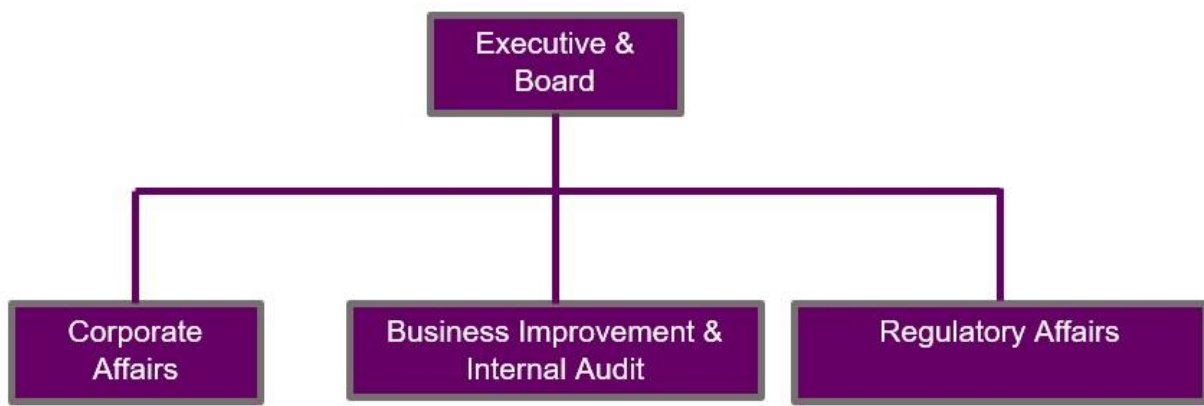 Executive &
Board
Corporate
Affairs
Business Improvement &
Internal Audit
Regulatory Affairs